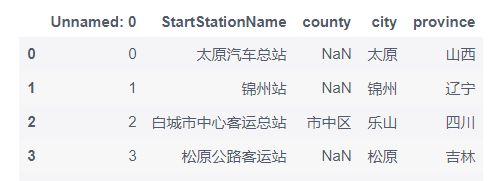 Unnamed: 0 StartStationName county city province
0 0 太原汽车总站 NaN 太原 山西
1 1 锦州站 NaN 锦州 辽宁
2 2 白城市中心客运总站 市中区 乐山 四川
3 3 松原公路客运站 NaN 松原 吉林